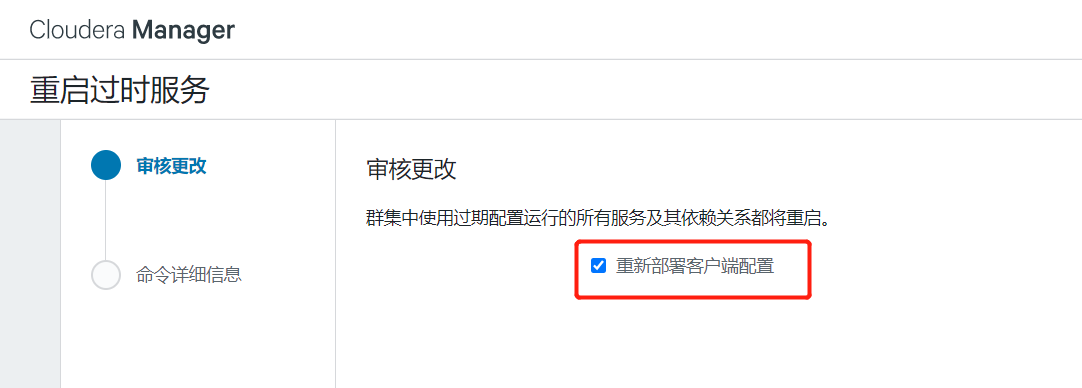 Cloudera Manager
重启过时服务
审核更改
命令详细信息
审核更改
群集中使用过期配置运行的所有服务及其依赖关系都将重启。
重新部署客户端配置